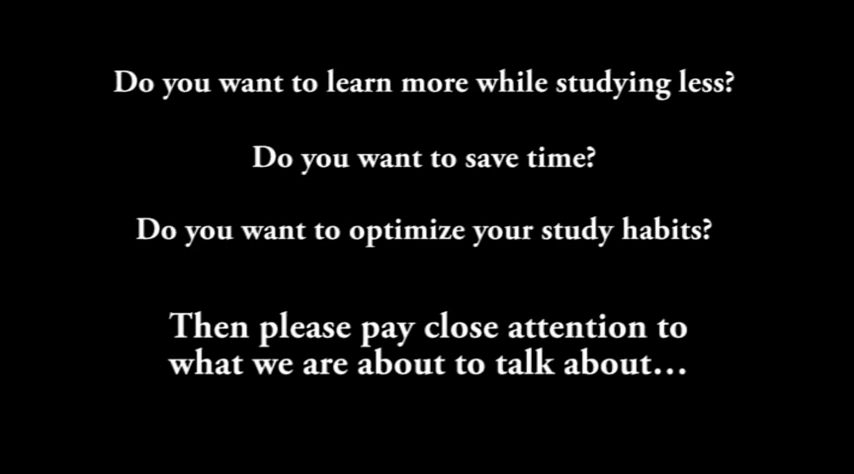 Do you want to learn more while studying less?
Do you want to save time?
Do you want to optimize your study habits?
Then please pay close attention to
what we are about to talk about...